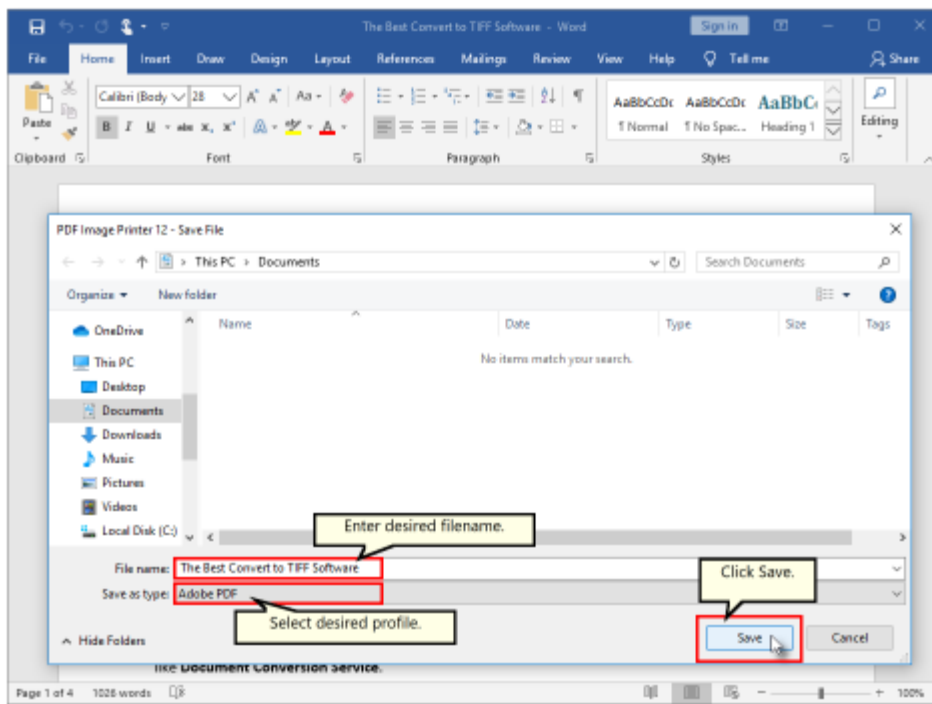 The Best Convert to TIFF Software - Word
Sign in
File Home Insert Draw Design Layout References Mailings Review View Help Tell me Share
Calibri (Body 28 A A Aa
Paste
B I U abc x, x A
AaBbCcDc AaBbCcDc AaBbC
¶ Normal ¶ No Spac... Heading 1
Editing
Clipboard Font Paragraph Styles
PDF Image Printer 12 - Save File
This PC > Documents
Search Documents
Organize New folder
Name Date Type Size Tags
No items match your search.
OneDrive
This PC
Desktop
Documents
Downloads
Music
Pictures
Videos
Local Disk (C:)
Enter desired filename.
File name: The Best Convert to TIFF Software
Click Save.
Save as type: Adobe PDF
Select desired profile.
Hide Folders
Save Cancel
like Document Conversion Service.
Page 1 of 4 1028 words
100%